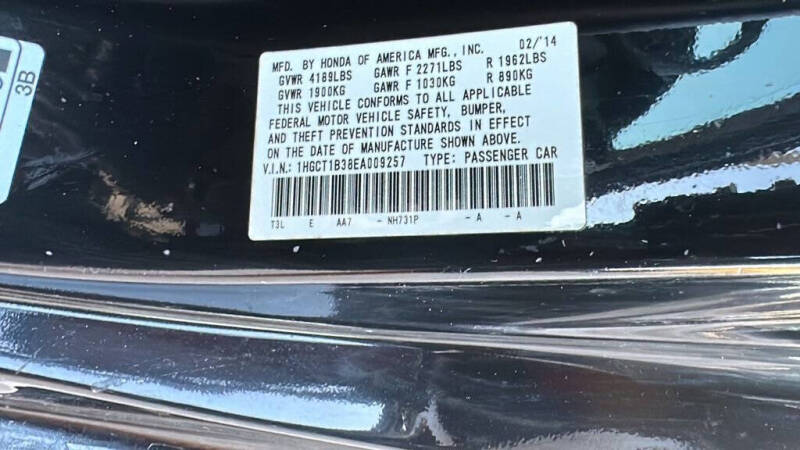 MFD. BY HONDA OF AMERICA MFG., INC. 02/'14
GVWR 4189LBS GAWR F 2271LBS R 1962LBS
GVWR 1900KG GAWR F 1030KG R 890KG
THIS VEHICLE CONFORMS TO ALL APPLICABLE
FEDERAL MOTOR VEHICLE SAFETY, BUMPER,
AND THEFT PREVENTION STANDARDS IN EFFECT
ON THE DATE OF MANUFACTURE SHOWN ABOVE.
V.I.N.: 1HGCT1B38EA009257 TYPE: PASSENGER CAR
T3L E AA7 - NH731P - A - A
3B